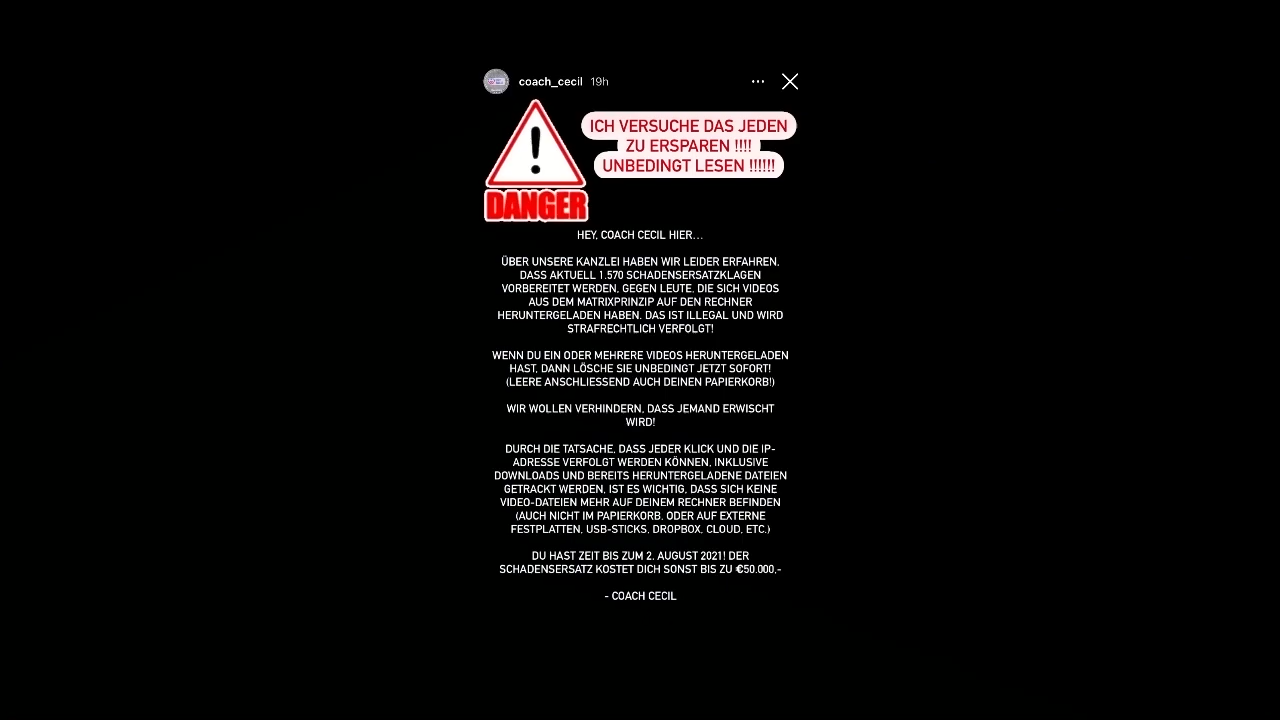 coach_cecil 19h
ICH VERSUCHE DAS JEDEN
ZU ERSPAREN !!!!
UNBEDINGT LESEN !!!!!!
DANGER
HEY, COACH CECIL HIER...
ÜBER UNSERE KANZLEI HABEN WIR LEIDER ERFAHREN,
DASS AKTUELL 1.570 SCHADENSERSATZKLAGEN
VORBEREITET WERDEN, GEGEN LEUTE, DIE SICH VIDEOS
AUS DEM MATRIXPRINZIP AUF DEN RECHNER
HERUNTERGELADEN HABEN. DAS IST ILLEGAL UND WIRD
STRAFRECHTLICH VERFOLGT!
WENN DU EIN ODER MEHRERE VIDEOS HERUNTERGELADEN
HAST, DANN LÖSCHE SIE UNBEDINGT JETZT SOFORT!
(LEERE ANSCHLIESSEND AUCH DEINEN PAPIERKORB!)
WIR WOLLEN VERHINDERN, DASS JEMAND ERWISCHT
WIRD!
DURCH DIE TATSACHE, DASS JEDER KLICK UND DIE IP-
ADRESSE VERFOLGT WERDEN KÖNNEN, INKLUSIVE
DOWNLOADS UND BEREITS HERUNTERGELADENE DATEIEN
GETRACKT WERDEN, IST ES WICHTIG, DASS SICH KEINE
VIDEO-DATEIEN MEHR AUF DEINEM RECHNER BEFINDEN
(AUCH NICHT IM PAPIERKORB, ODER AUF EXTERNE
FESTPLATTEN, USB-STICKS, DROPBOX, CLOUD, ETC.)
DU HAST ZEIT BIS ZUM 2. AUGUST 2021! DER
SCHADENSERSATZ KOSTET DICH SONST BIS ZU €50.000,-
- COACH CECIL